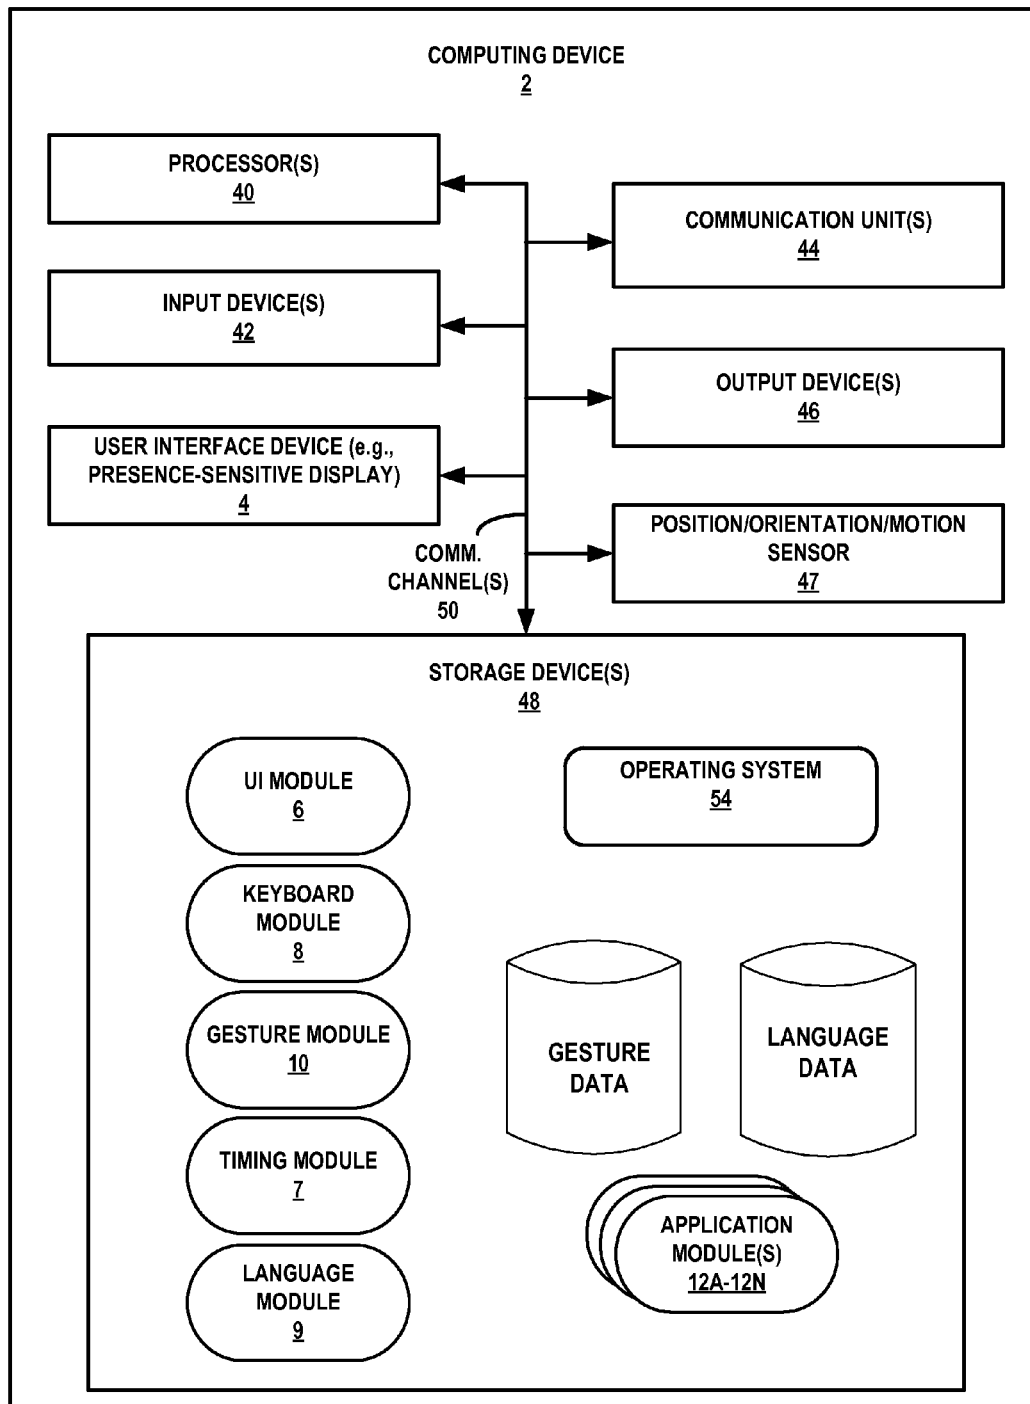 COMPUTING DEVICE
2
PROCESSOR(S)
40
COMMUNICATION UNIT(S)
44
INPUT DEVICE(S)
42
OUTPUT DEVICE(S)
46
USER INTERFACE DEVICE (e.g.,
PRESENCE-SENSITIVE DISPLAY)
4
POSITION/ORIENTATION/MOTION
SENSOR
47
COMM.
CHANNEL(S)
50
STORAGE DEVICE(S)
48
UI MODULE
6
OPERATING SYSTEM
54
KEYBOARD
MODULE
8
GESTURE MODULE
10
GESTURE
DATA
LANGUAGE
DATA
TIMING MODULE
7
APPLICATION
MODULE(S)
12A-12N
LANGUAGE
MODULE
9